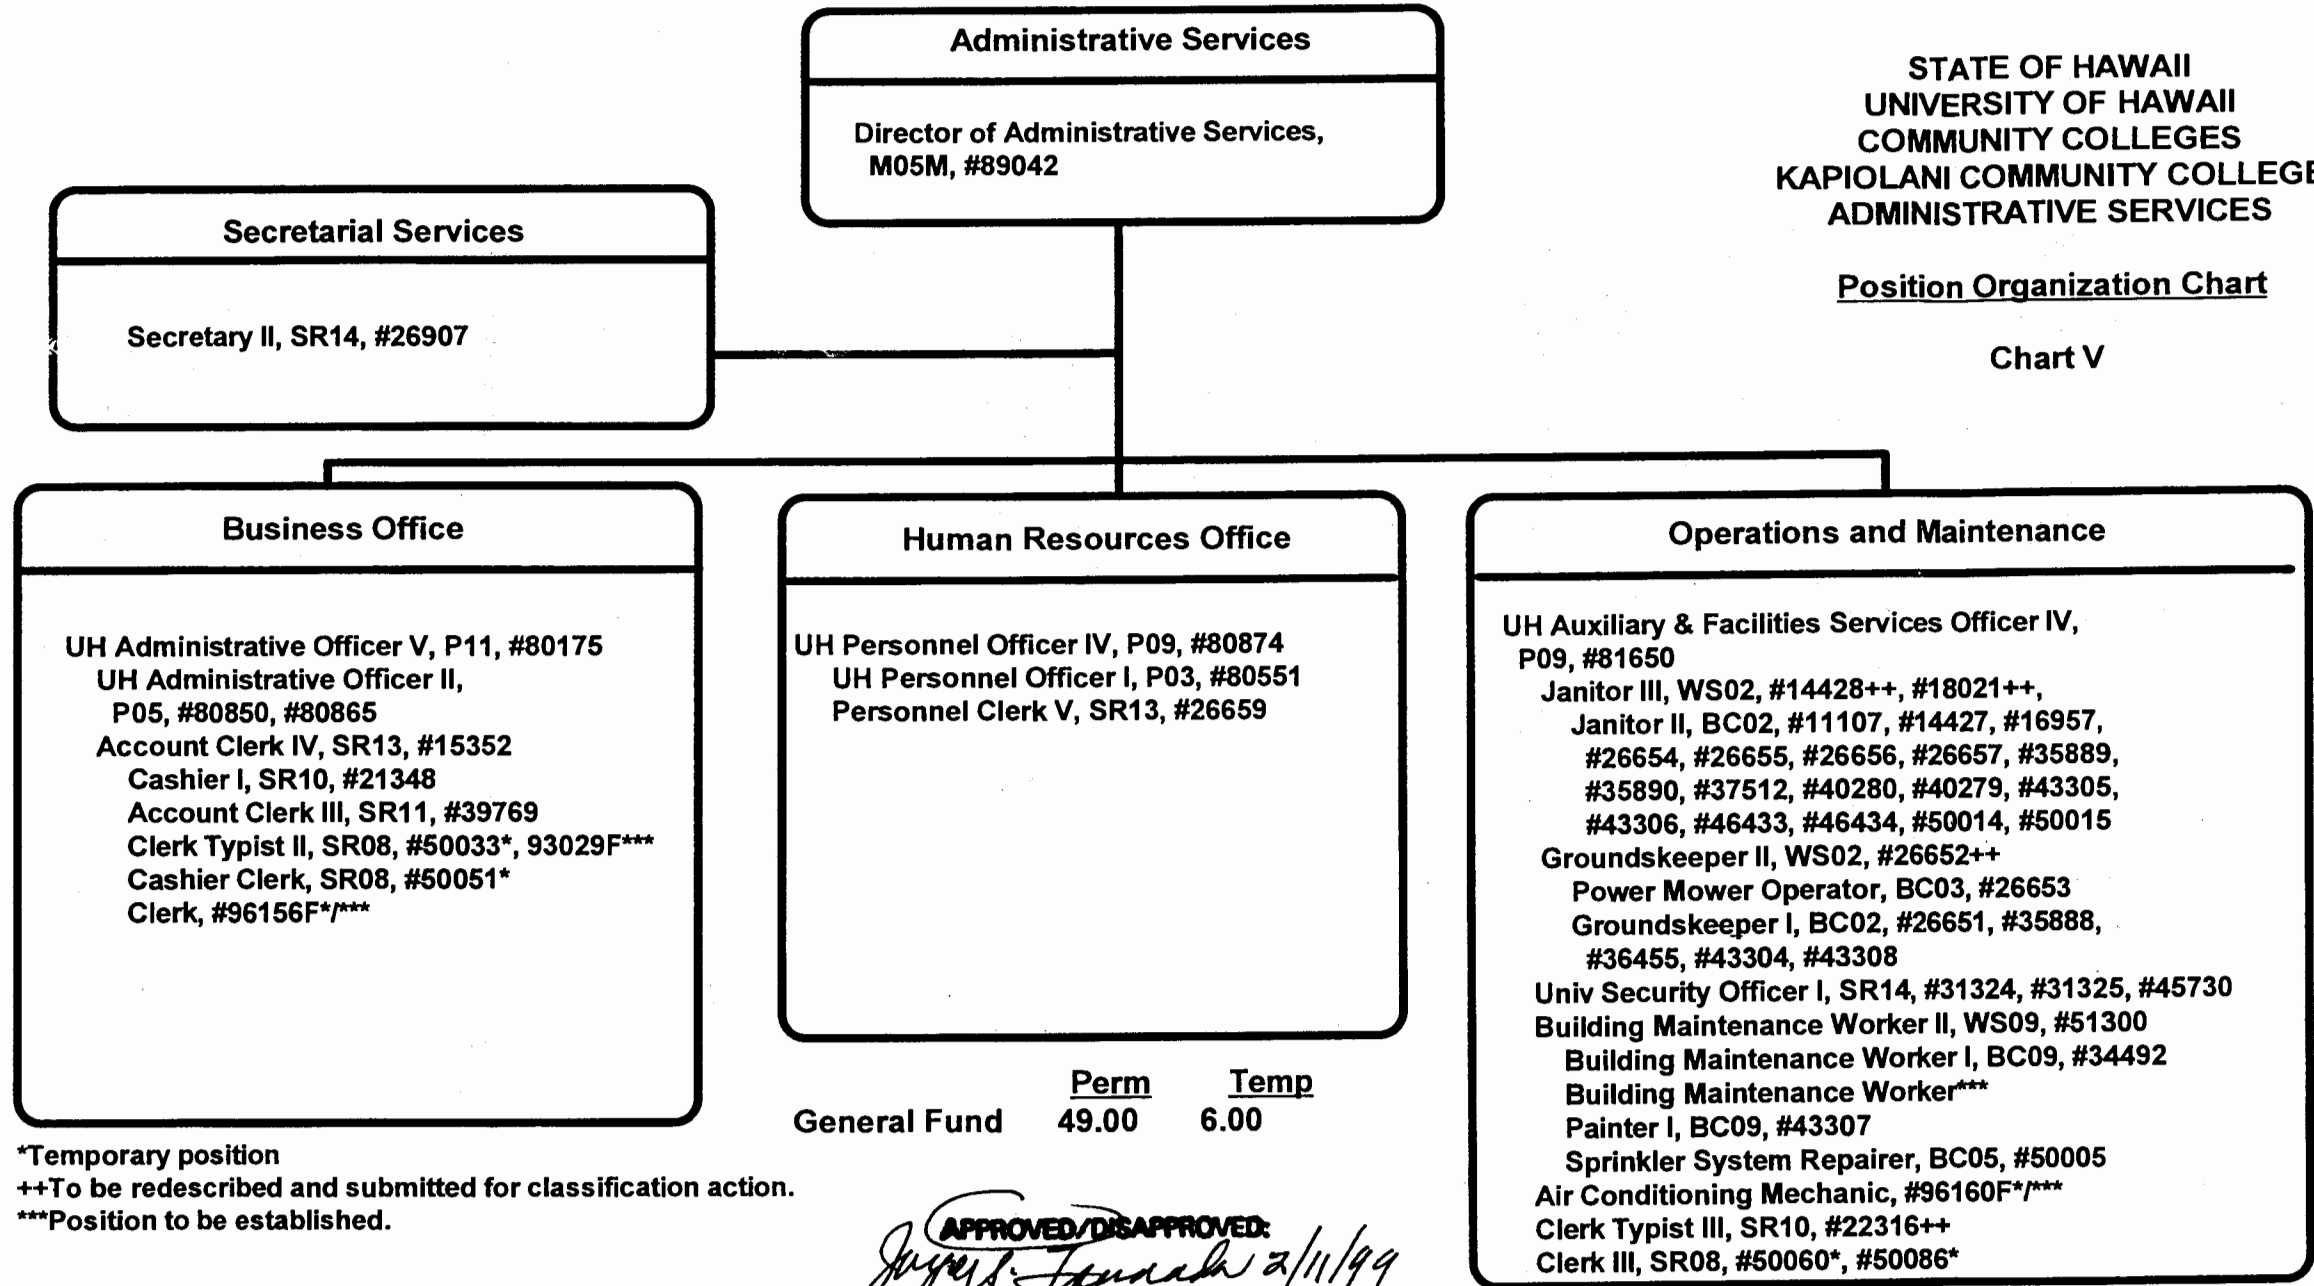 Administrative Services
Director of Administrative Services,
M05M, #89042
STATE OF HAWAII
UNIVERSITY OF HAWAII
COMMUNITY COLLEGES
KAPIOLANI COMMUNITY COLLEGE
ADMINISTRATIVE SERVICES
Position Organization Chart
Chart V
Secretarial Services
Secretary II, SR14, #26907
Business Office
UH Administrative Officer V, P11, #80175
UH Administrative Officer II,
P05, #80850, #80865
Account Clerk IV, SR13, #15352
Cashier I, SR10, #21348
Account Clerk III, SR11, #39769
Clerk Typist II, SR08, #50033*, 93029F***
Cashier Clerk, SR08, #50051*
Clerk, #96156F*/***
Human Resources Office
UH Personnel Officer IV, P09, #80874
UH Personnel Officer I, P03, #80551
Personnel Clerk V, SR13, #26659
Operations and Maintenance
UH Auxiliary & Facilities Services Officer IV,
P09, #81650
Janitor III, WS02, #14428++, #18021++,
Janitor II, BC02, #11107, #14427, #16957,
#26654, #26655, #26656, #26657, #35889,
#35890, #37512, #40280, #40279, #43305,
#43306, #46433, #46434, #50014, #50015
Groundskeeper II, WS02, #26652++
Power Mower Operator, BC03, #26653
Groundskeeper I, BC02, #26651, #35888,
#36455, #43304, #43308
Univ Security Officer I, SR14, #31324, #31325, #45730
Building Maintenance Worker II, WS09, #51300
Building Maintenance Worker I, BC09, #34492
Building Maintenance Worker***
Painter I, BC09, #43307
Sprinkler System Repairer, BC05, #50005
Air Conditioning Mechanic, #96160F*/***
Clerk Typist III, SR10, #22316++
Clerk III, SR08, #50060*, #50086*
Perm Temp
General Fund 49.00 6.00
*Temporary position
++To be redescribed and submitted for classification action.
***Position to be established.
APPROVED/DISAPPROVED:
2/11/99